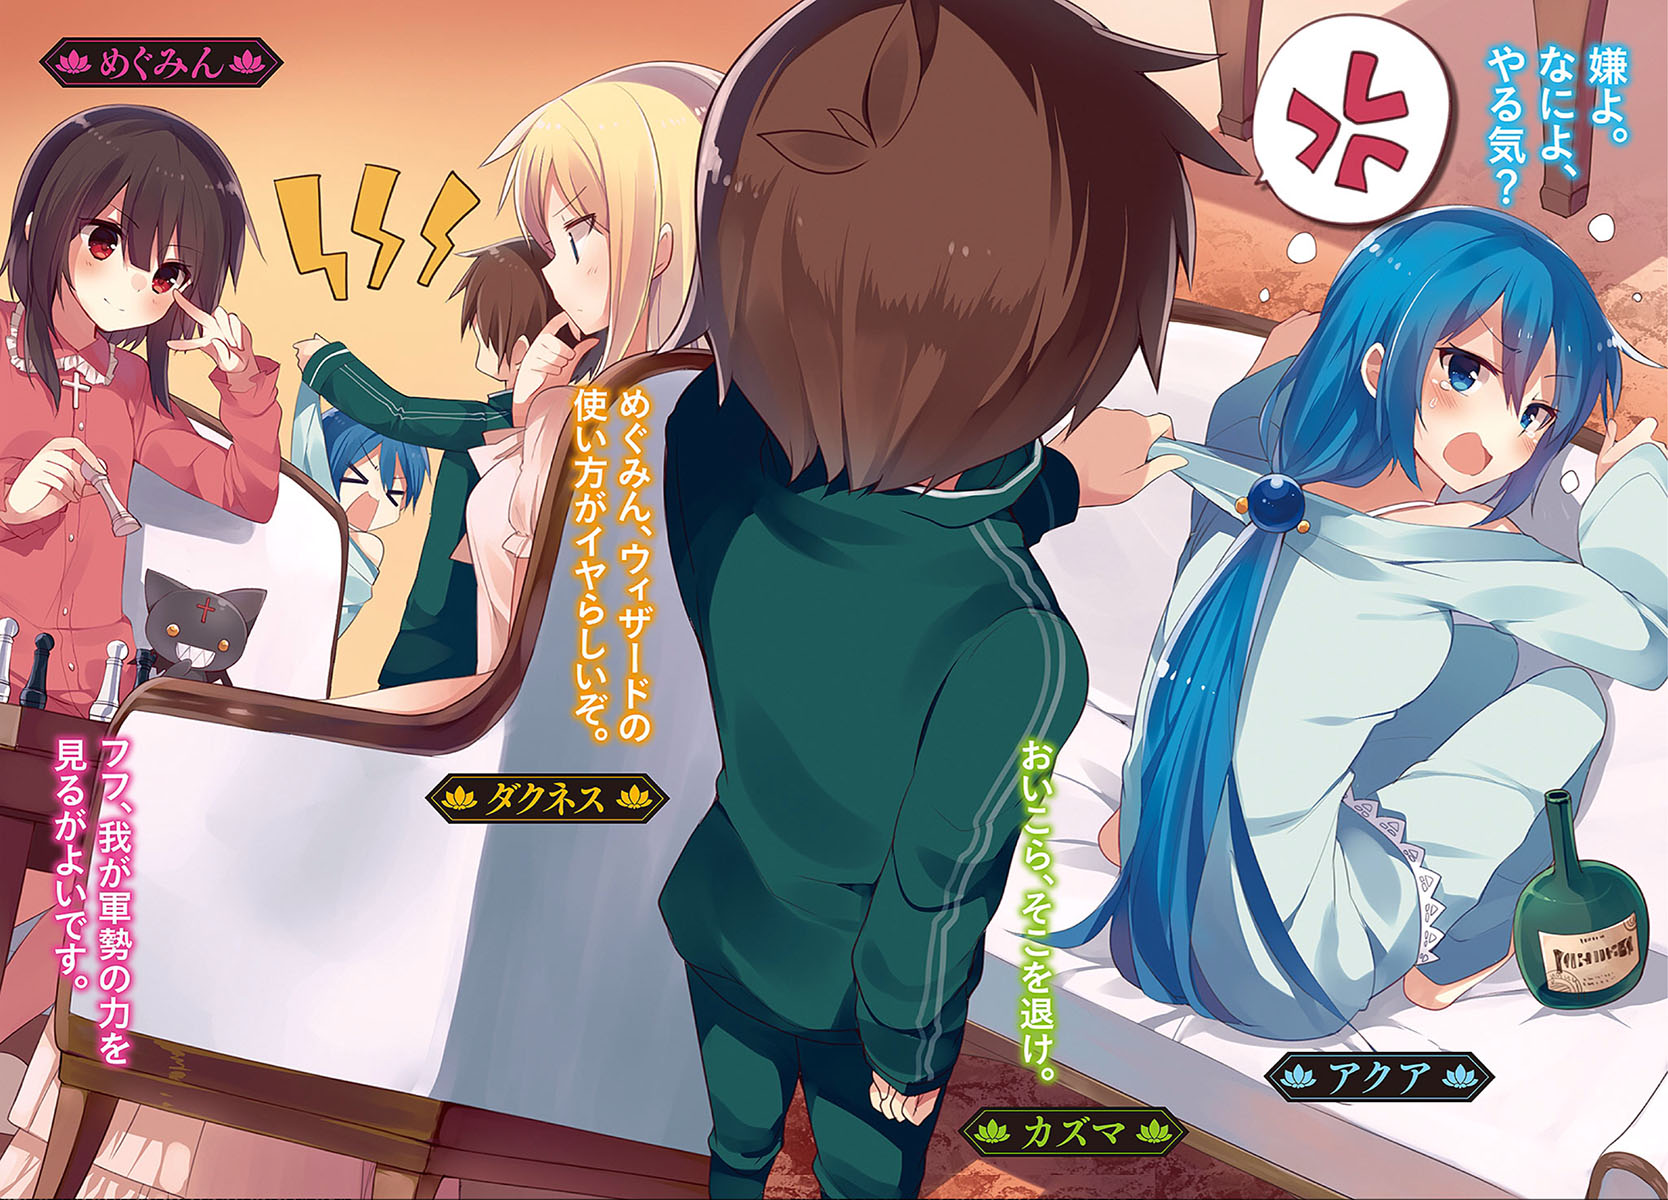 嫌よ。
なによ、
やる気？
アクア
おいこら、そこを退け。
カズマ
めぐみん、ウィザードの
使い方がイヤらしいぞ。
ダクネス
めぐみん
フフ、我が軍勢の力を
見るがよいです。